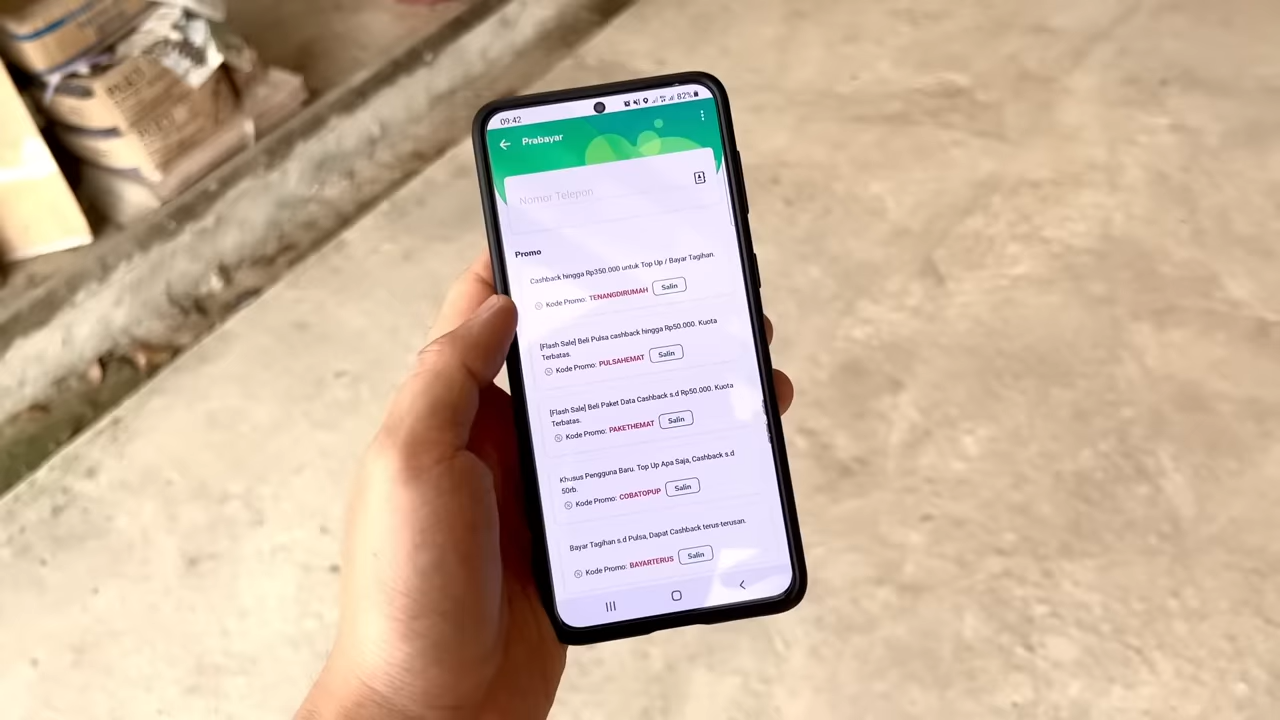 09:42
82%
Prabayar
Nomor Telepon
Promo
Cashback hingga Rp350.000 untuk Top Up / Bayar Tagihan.
Kode Promo: TENANGDIRUMAH
Salin
[Flash Sale] Beli Pulsa cashback hingga Rp50.000. Kuota
Terbatas.
Kode Promo: PULSAHEMAT
Salin
[Flash Sale] Beli Paket Data Cashback s.d Rp50.000. Kuota
Terbatas.
Kode Promo: PAKETHEMAT
Salin
Khusus Pengguna Baru. Top Up Apa Saja, Cashback s.d
50rb.
Kode Promo: COBATOPUP
Salin
Bayar Tagihan s.d Pulsa, Dapat Cashback terus-terusan.
Kode Promo: BAYARTERUS
Salin